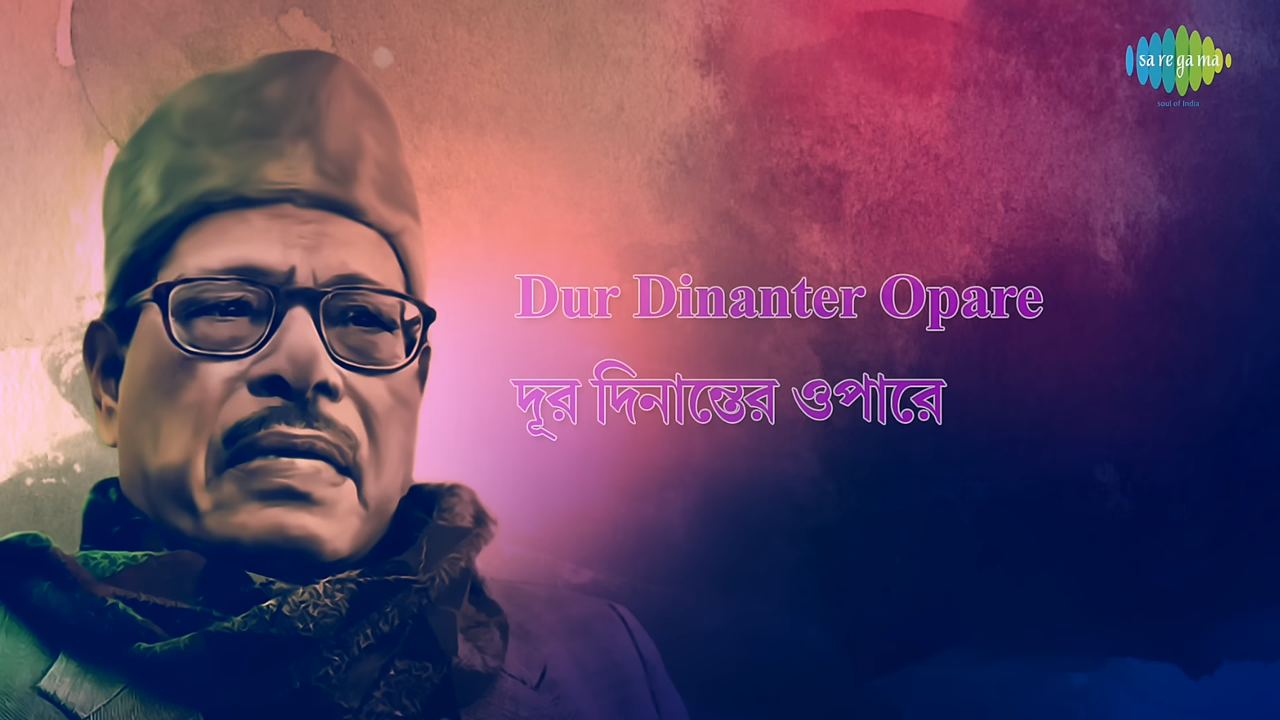 sa re ga ma
soul of India
Dur Dinanter Opare
দূর দিনান্তের ওপারে